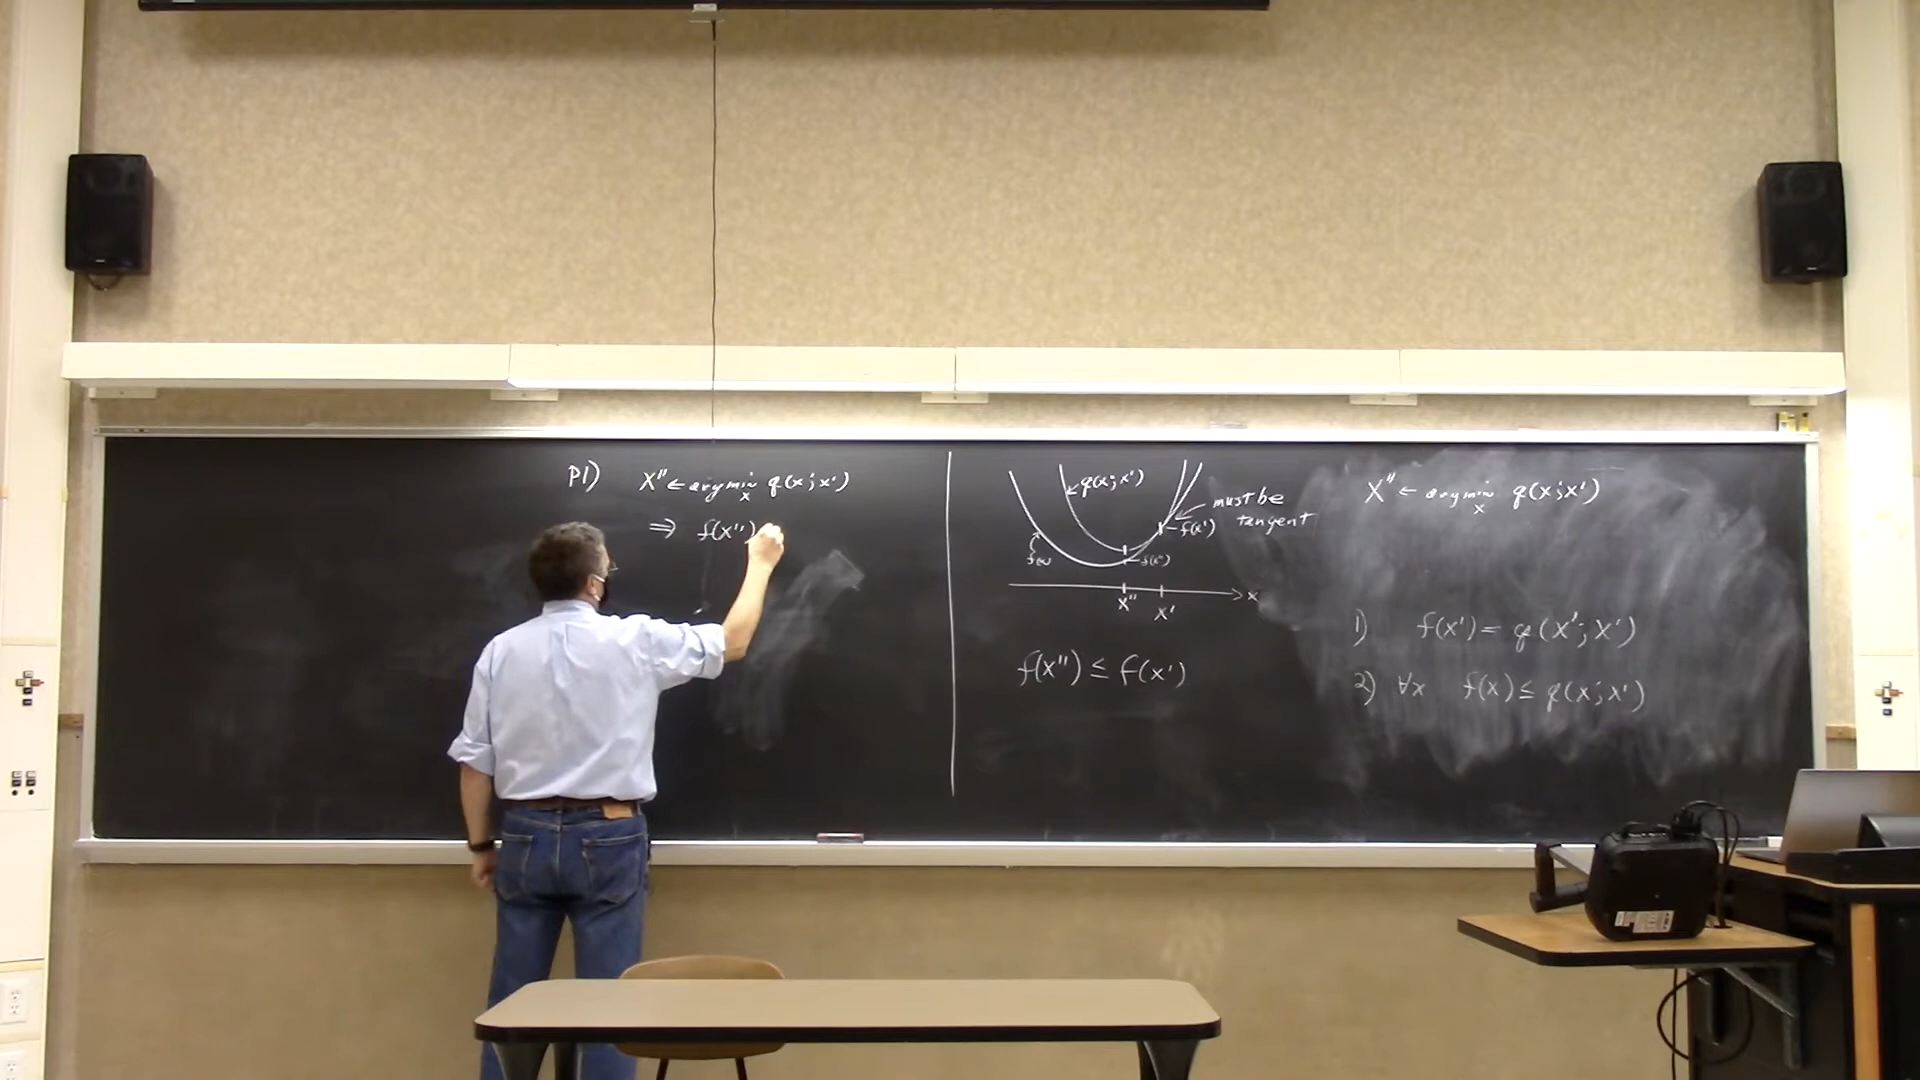 P1) X'' ← argmin q(x;x')
x
⇒ f(x'')
q(x;x')
must be
tangent
f(x')
f(x)
f(x'')
x
X'' X'
f(x'') ≤ f(x')
X'' ← argmin q(x;x')
x
1) f(x') = q(x';x')
2) ∀x f(x) ≤ q(x;x')